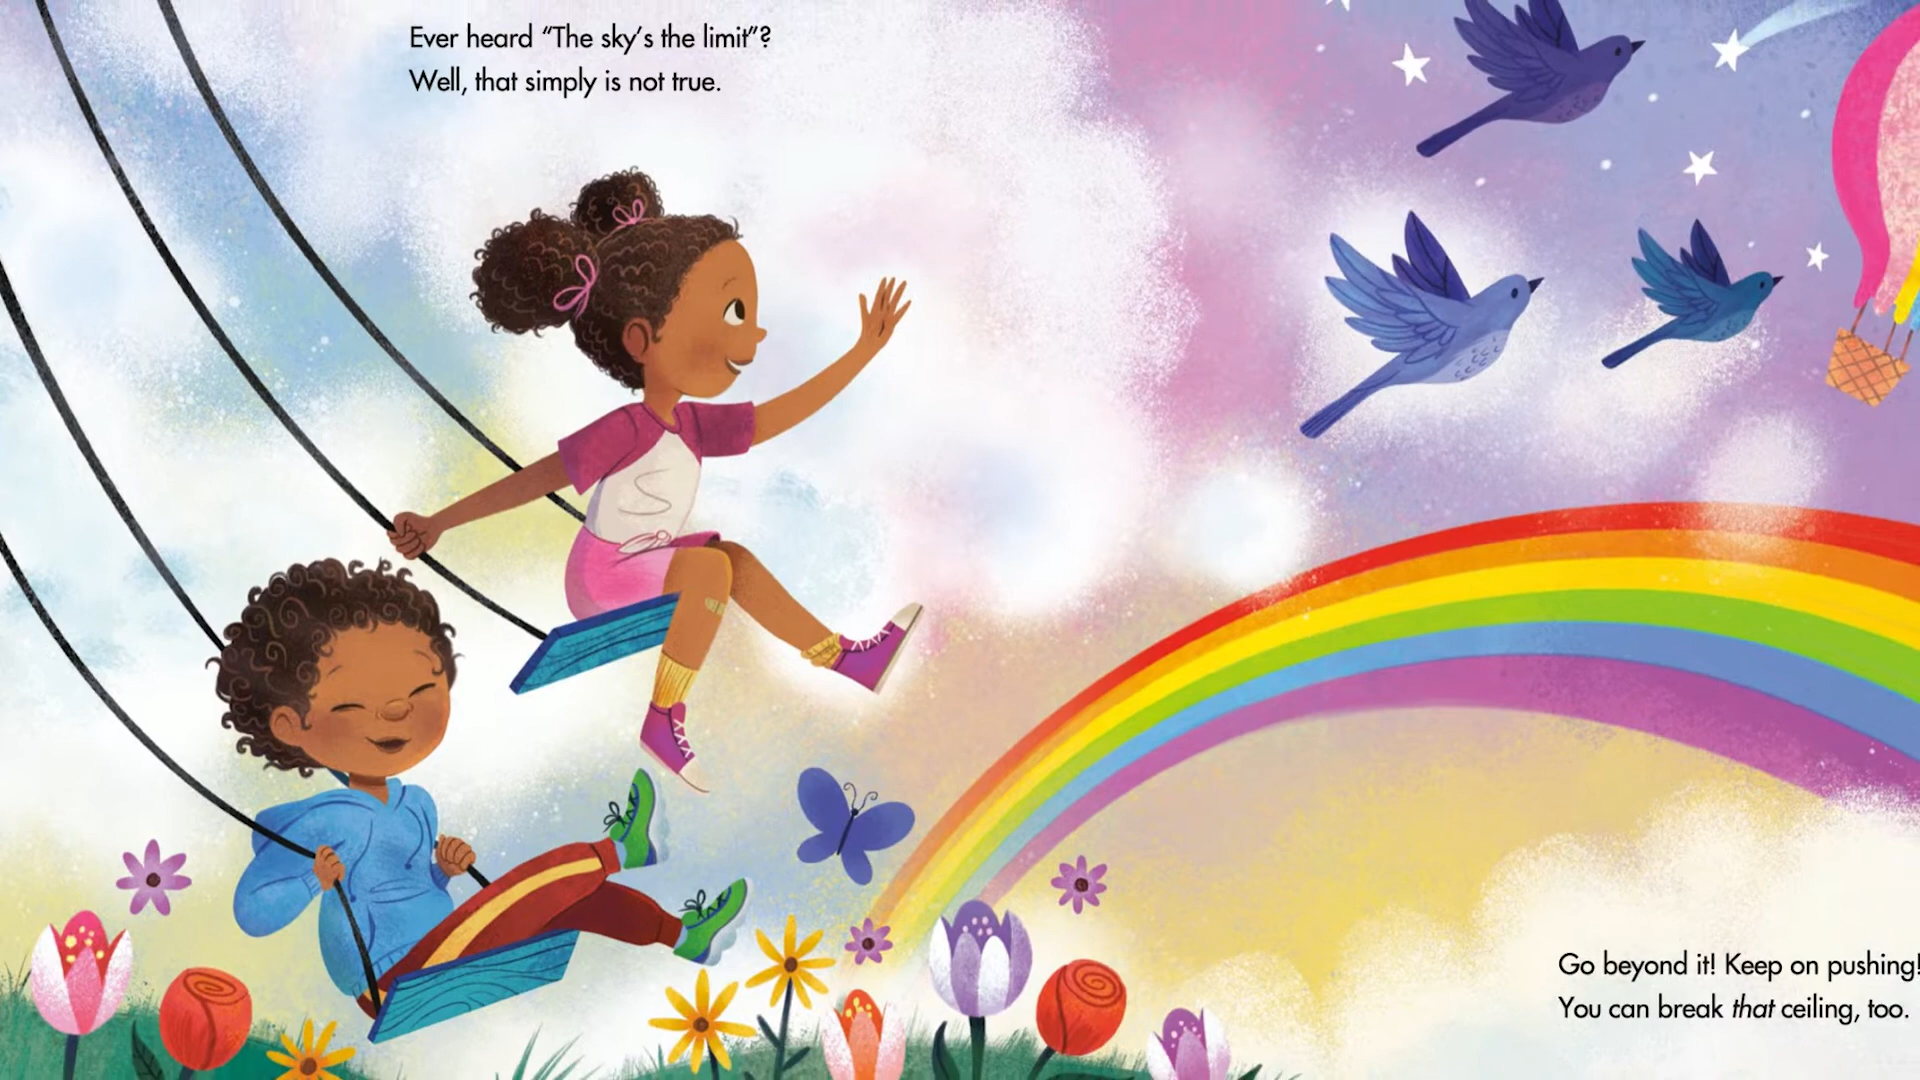 Ever heard “The sky’s the limit”?
Well, that simply is not true.
Go beyond it! Keep on pushing!
You can break that ceiling, too.